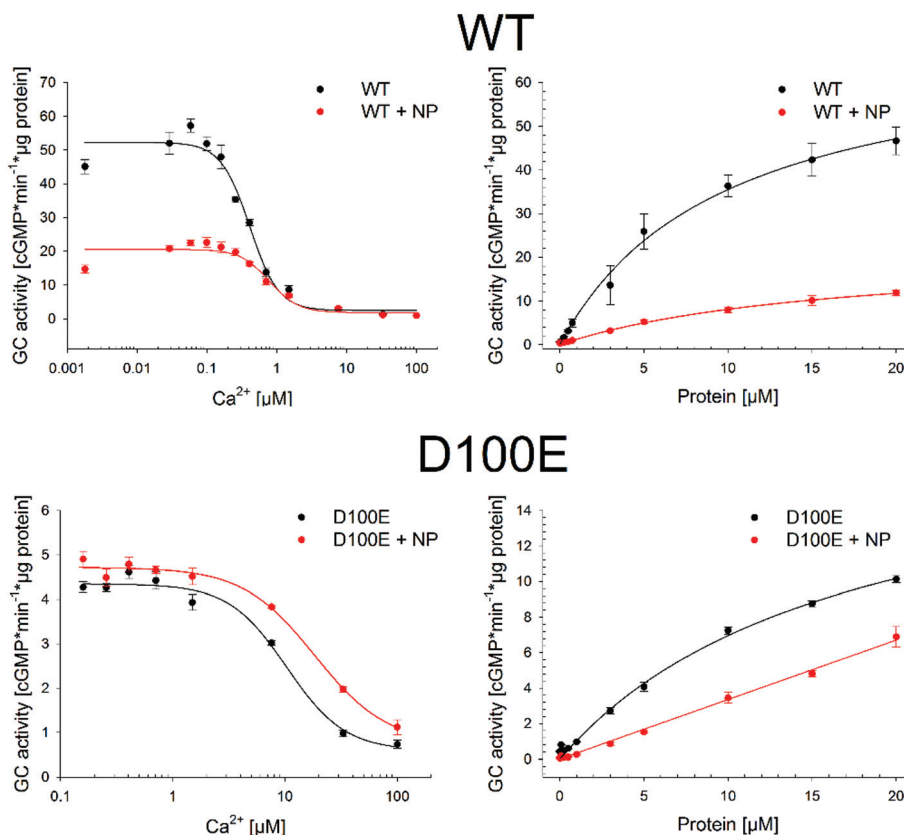 WT
GC activity [cGMP*min⁻¹*µg protein]
70
60
50
40
30
20
10
0
0.001
0.01
0.1
1
10
100
Ca²⁺ [µM]
WT
WT + NP
GC activity [cGMP*min⁻¹*µg protein]
60
40
20
0
0
5
10
15
20
Protein [µM]
WT
WT + NP
D100E
GC activity [cGMP*min⁻¹*µg protein]
6
5
4
3
2
1
0
0.1
1
10
100
Ca²⁺ [µM]
D100E
D100E + NP
GC activity [cGMP*min⁻¹*µg protein]
14
12
10
8
6
4
2
0
0
5
10
15
20
Protein [µM]
D100E
D100E + NP